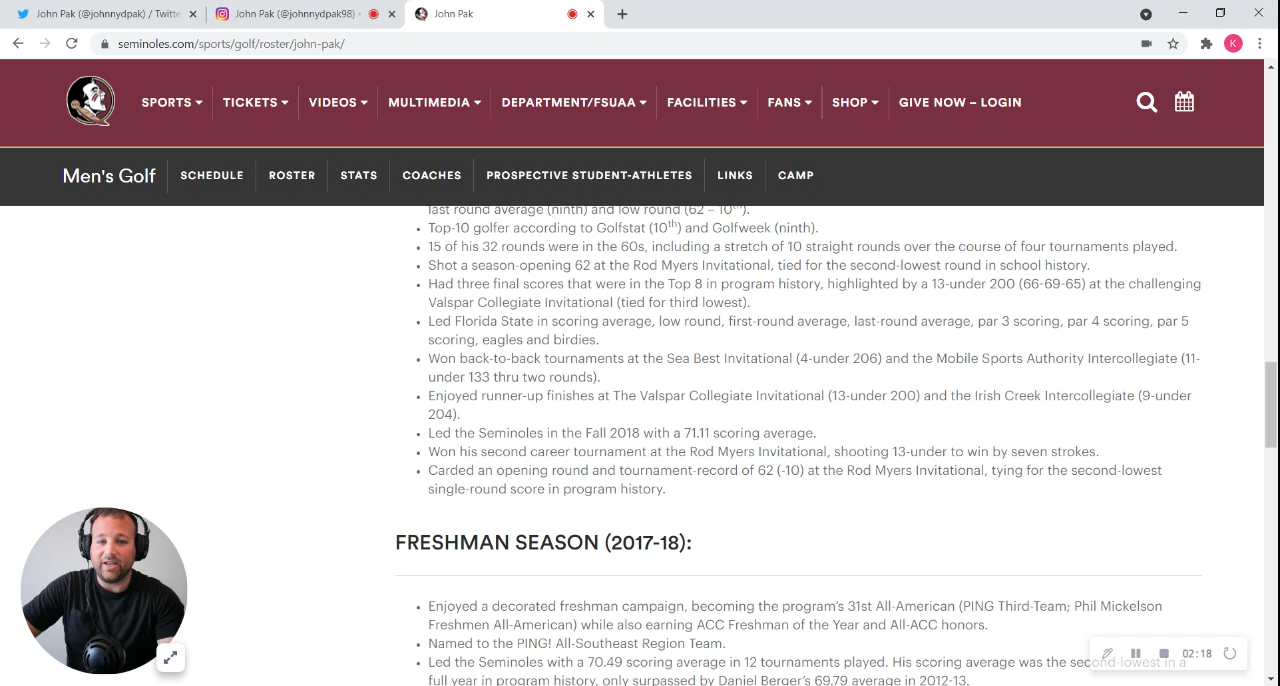 John Pak (@johnnydpak) / Twitte
John Pak (@johnnydpak98) •
John Pak
seminoles.com/sports/golf/roster/john-pak/
K
SPORTS
TICKETS
VIDEOS
MULTIMEDIA
DEPARTMENT/FSUAA
FACILITIES
FANS
SHOP
GIVE NOW – LOGIN
Men's Golf
SCHEDULE
ROSTER
STATS
COACHES
PROSPECTIVE STUDENT-ATHLETES
LINKS
CAMP
last round average (ninth) and low round (62 – 10th).
• Top-10 golfer according to Golfstat (10th) and Golfweek (ninth).
• 15 of his 32 rounds were in the 60s, including a stretch of 10 straight rounds over the course of four tournaments played.
• Shot a season-opening 62 at the Rod Myers Invitational, tied for the second-lowest round in school history.
• Had three final scores that were in the Top 8 in program history, highlighted by a 13-under 200 (66-69-65) at the challenging
Valspar Collegiate Invitational (tied for third lowest).
• Led Florida State in scoring average, low round, first-round average, last-round average, par 3 scoring, par 4 scoring, par 5
scoring, eagles and birdies.
• Won back-to-back tournaments at the Sea Best Invitational (4-under 206) and the Mobile Sports Authority Intercollegiate (11-
under 133 thru two rounds).
• Enjoyed runner-up finishes at The Valspar Collegiate Invitational (13-under 200) and the Irish Creek Intercollegiate (9-under
204).
• Led the Seminoles in the Fall 2018 with a 71.11 scoring average.
• Won his second career tournament at the Rod Myers Invitational, shooting 13-under to win by seven strokes.
• Carded an opening round and tournament-record of 62 (-10) at the Rod Myers Invitational, tying for the second-lowest
single-round score in program history.
FRESHMAN SEASON (2017-18):
• Enjoyed a decorated freshman campaign, becoming the program's 31st All-American (PING Third-Team; Phil Mickelson
Freshmen All-American) while also earning ACC Freshman of the Year and All-ACC honors.
• Named to the PING! All-Southeast Region Team.
• Led the Seminoles with a 70.49 scoring average in 12 tournaments played. His scoring average was the second-lowest in a
full year in program history, only surpassed by Daniel Berger's 69.79 average in 2012-13.
02:18